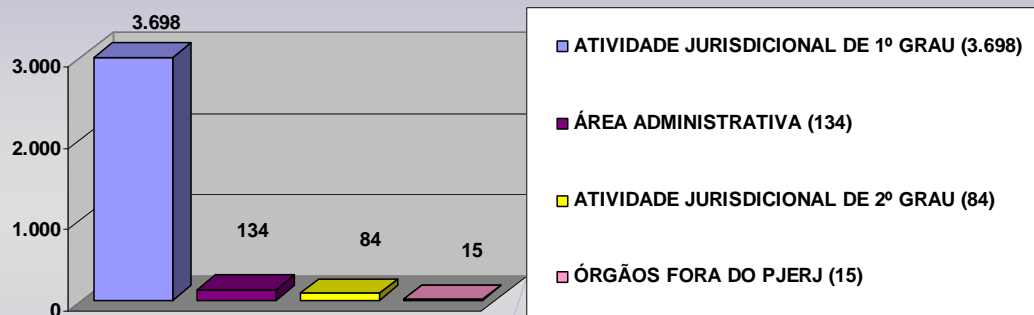 3.698
3.000
2.000
1.000
0
134
84
15
ATIVIDADE JURISDICIONAL DE 1º GRAU (3.698)
ÁREA ADMINISTRATIVA (134)
ATIVIDADE JURISDICIONAL DE 2º GRAU (84)
ÓRGÃOS FORA DO PJERJ (15)